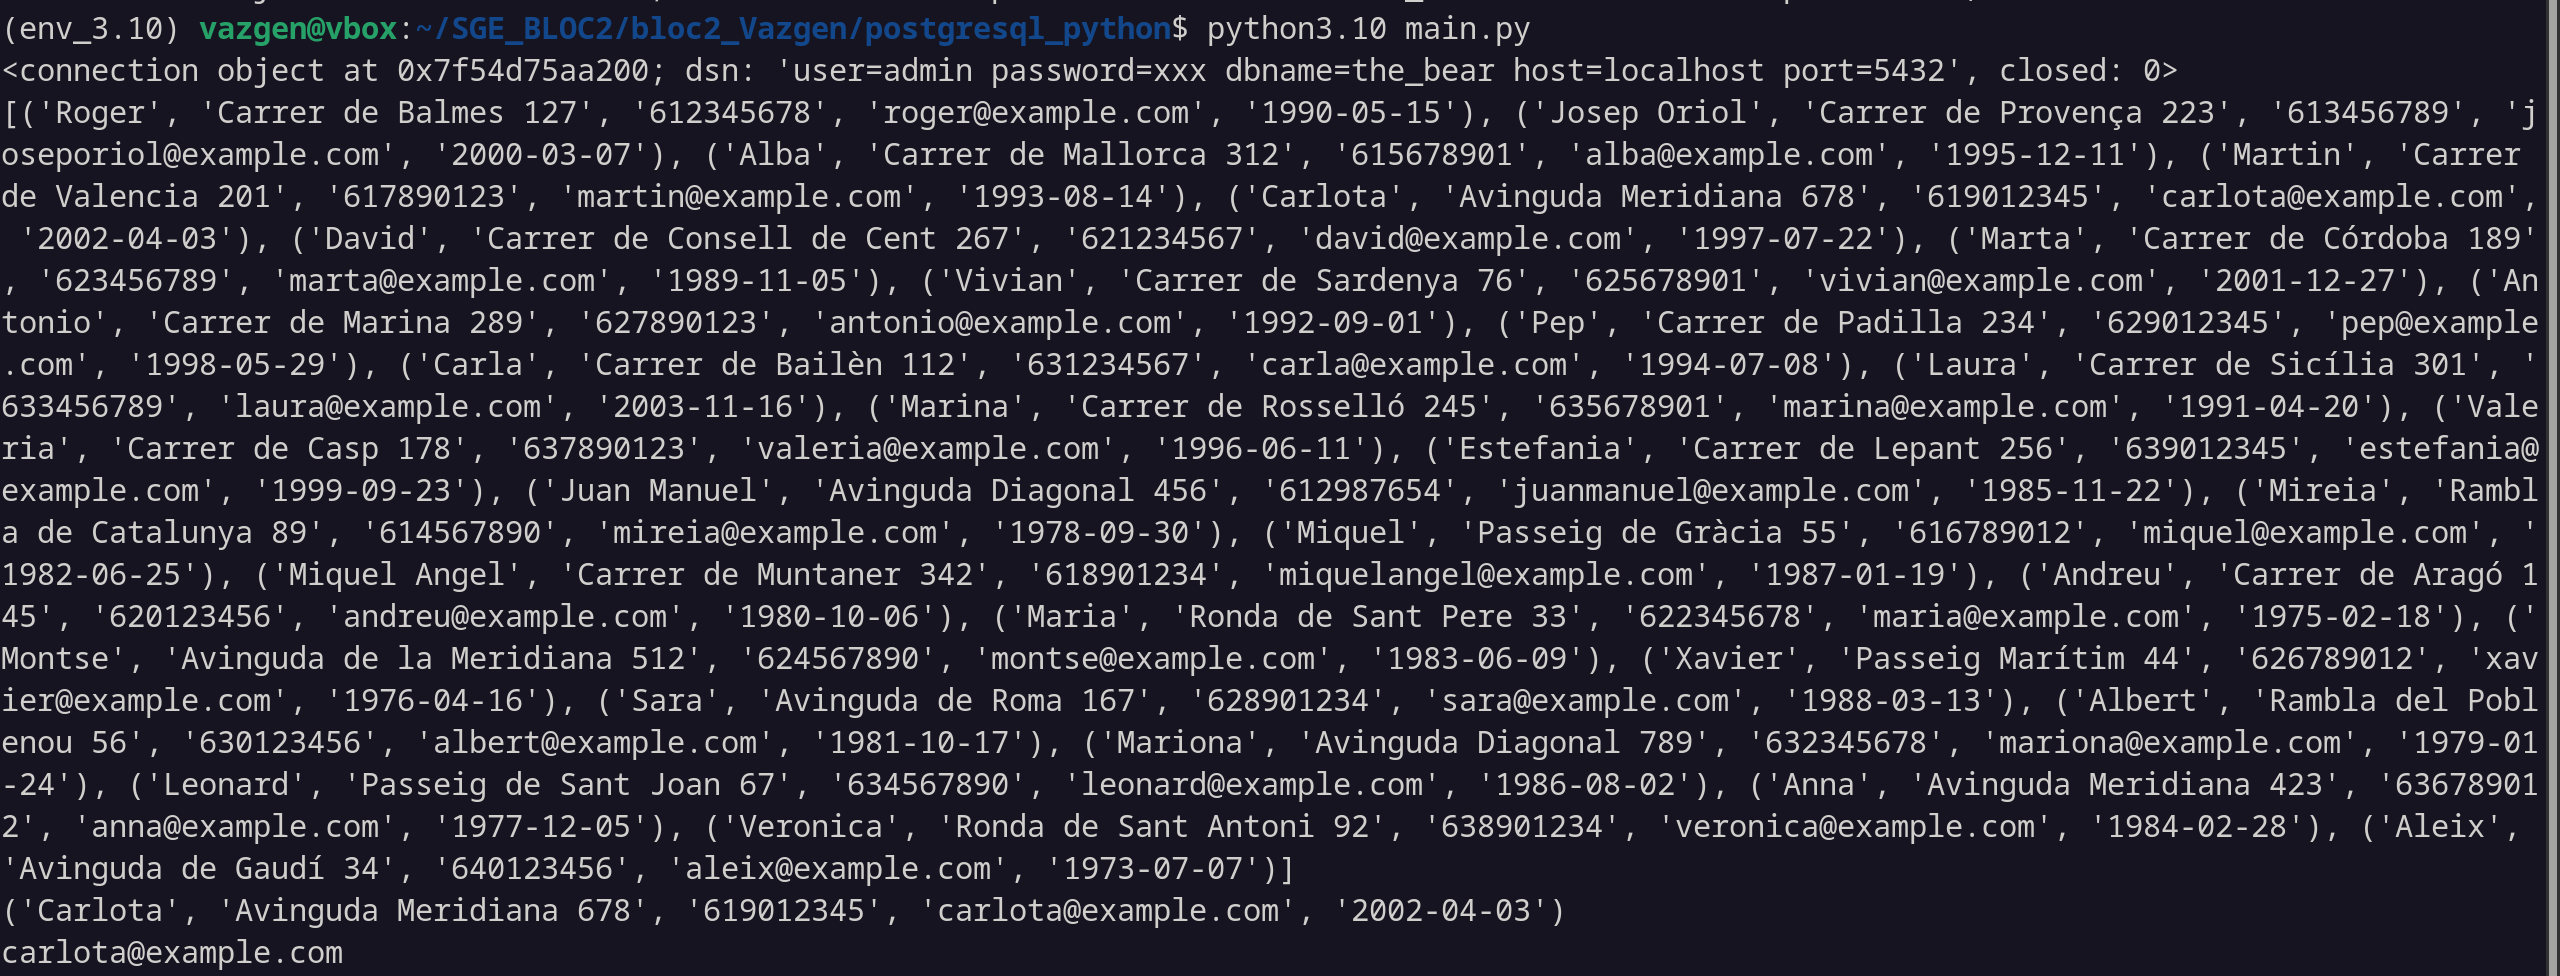 (env_3.10) vazgen@vbox:~/SGE_BLOC2/bloc2_Vazgen/postgresql_python$ python3.10 main.py
<connection object at 0x7f54d75aa200; dsn: 'user=admin password=xxx dbname=the_bear host=localhost port=5432', closed: 0>
[('Roger', 'Carrer de Balmes 127', '612345678', 'roger@example.com', '1990-05-15'), ('Josep Oriol', 'Carrer de Provença 223', '613456789', 'j
oseporiol@example.com', '2000-03-07'), ('Alba', 'Carrer de Mallorca 312', '615678901', 'alba@example.com', '1995-12-11'), ('Martin', 'Carrer
de Valencia 201', '617890123', 'martin@example.com', '1993-08-14'), ('Carlota', 'Avinguda Meridiana 678', '619012345', 'carlota@example.com',
 '2002-04-03'), ('David', 'Carrer de Consell de Cent 267', '621234567', 'david@example.com', '1997-07-22'), ('Marta', 'Carrer de Córdoba 189'
, '623456789', 'marta@example.com', '1989-11-05'), ('Vivian', 'Carrer de Sardenya 76', '625678901', 'vivian@example.com', '2001-12-27'), ('An
tonio', 'Carrer de Marina 289', '627890123', 'antonio@example.com', '1992-09-01'), ('Pep', 'Carrer de Padilla 234', '629012345', 'pep@example
.com', '1998-05-29'), ('Carla', 'Carrer de Bailèn 112', '631234567', 'carla@example.com', '1994-07-08'), ('Laura', 'Carrer de Sicília 301', '
633456789', 'laura@example.com', '2003-11-16'), ('Marina', 'Carrer de Rosselló 245', '635678901', 'marina@example.com', '1991-04-20'), ('Vale
ria', 'Carrer de Casp 178', '637890123', 'valeria@example.com', '1996-06-11'), ('Estefania', 'Carrer de Lepant 256', '639012345', 'estefania@
example.com', '1999-09-23'), ('Juan Manuel', 'Avinguda Diagonal 456', '612987654', 'juanmanuel@example.com', '1985-11-22'), ('Mireia', 'Rambl
a de Catalunya 89', '614567890', 'mireia@example.com', '1978-09-30'), ('Miquel', 'Passeig de Gràcia 55', '616789012', 'miquel@example.com', '
1982-06-25'), ('Miquel Angel', 'Carrer de Muntaner 342', '618901234', 'miquelangel@example.com', '1987-01-19'), ('Andreu', 'Carrer de Aragó 1
45', '620123456', 'andreu@example.com', '1980-10-06'), ('Maria', 'Ronda de Sant Pere 33', '622345678', 'maria@example.com', '1975-02-18'), ('
Montse', 'Avinguda de la Meridiana 512', '624567890', 'montse@example.com', '1983-06-09'), ('Xavier', 'Passeig Marítim 44', '626789012', 'xav
ier@example.com', '1976-04-16'), ('Sara', 'Avinguda de Roma 167', '628901234', 'sara@example.com', '1988-03-13'), ('Albert', 'Rambla del Pobl
enou 56', '630123456', 'albert@example.com', '1981-10-17'), ('Mariona', 'Avinguda Diagonal 789', '632345678', 'mariona@example.com', '1979-01
-24'), ('Leonard', 'Passeig de Sant Joan 67', '634567890', 'leonard@example.com', '1986-08-02'), ('Anna', 'Avinguda Meridiana 423', '63678901
2', 'anna@example.com', '1977-12-05'), ('Veronica', 'Ronda de Sant Antoni 92', '638901234', 'veronica@example.com', '1984-02-28'), ('Aleix',
'Avinguda de Gaudí 34', '640123456', 'aleix@example.com', '1973-07-07')]
('Carlota', 'Avinguda Meridiana 678', '619012345', 'carlota@example.com', '2002-04-03')
carlota@example.com